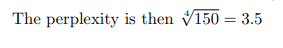 The perplexity is then ∜150 = 3.5